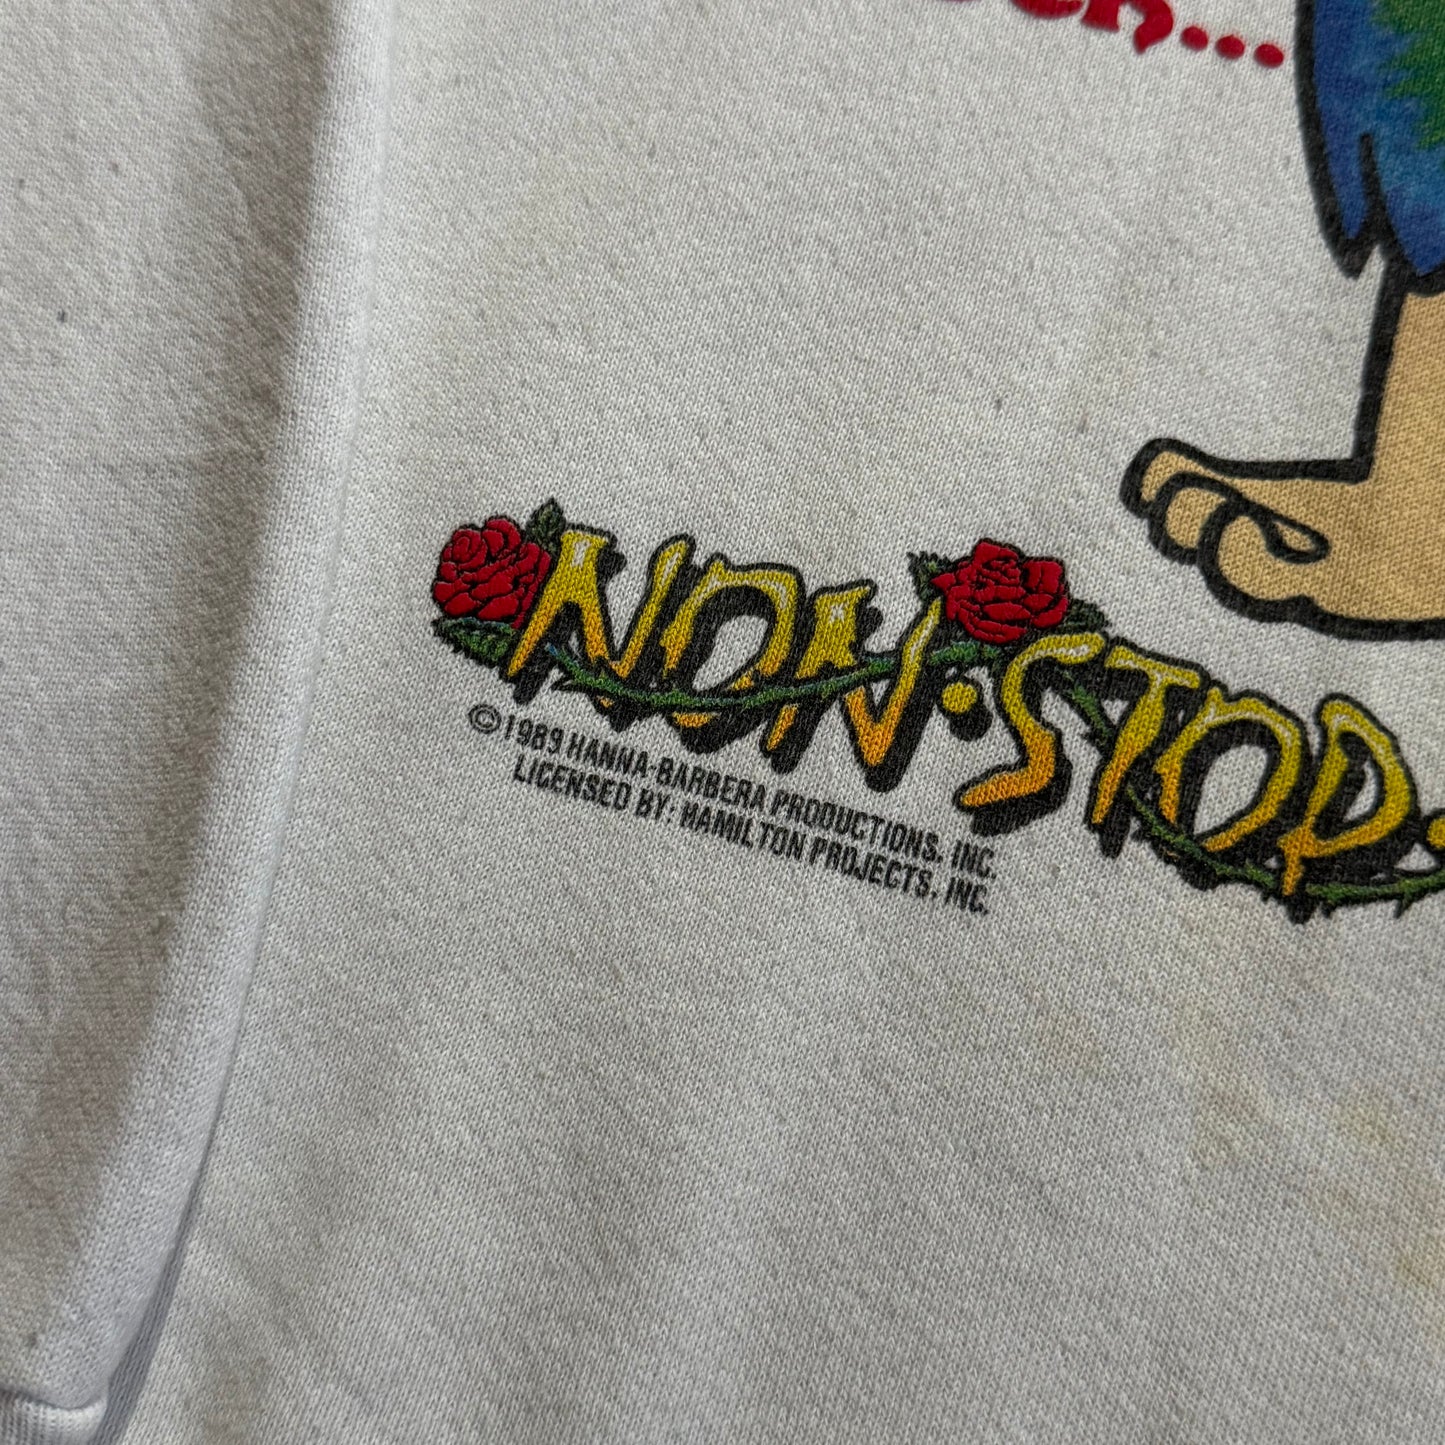 NON•STOP•
©1989 HANNA-BARBERA PRODUCTIONS, INC.
LICENSED BY: HAMILTON PROJECTS, INC.